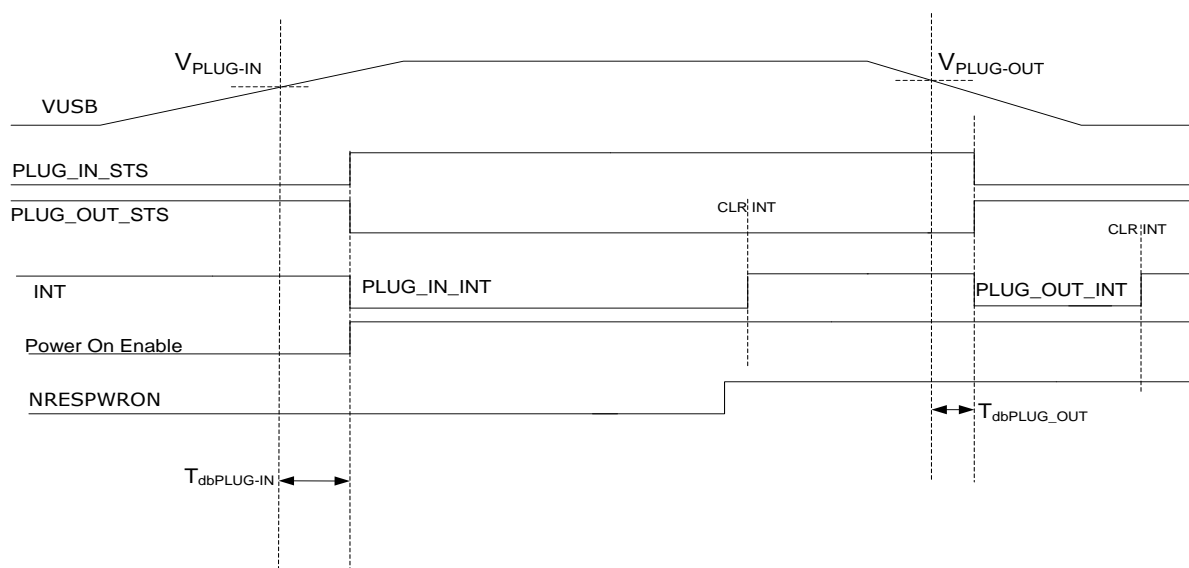 VPLUG-IN
VPLUG-OUT
VUSB
PLUG_IN_STS
PLUG_OUT_STS
CLR INT
CLR INT
INT
PLUG_IN_INT
PLUG_OUT_INT
Power On Enable
NRESPWRON
TdbPLUG_OUT
TdbPLUG-IN